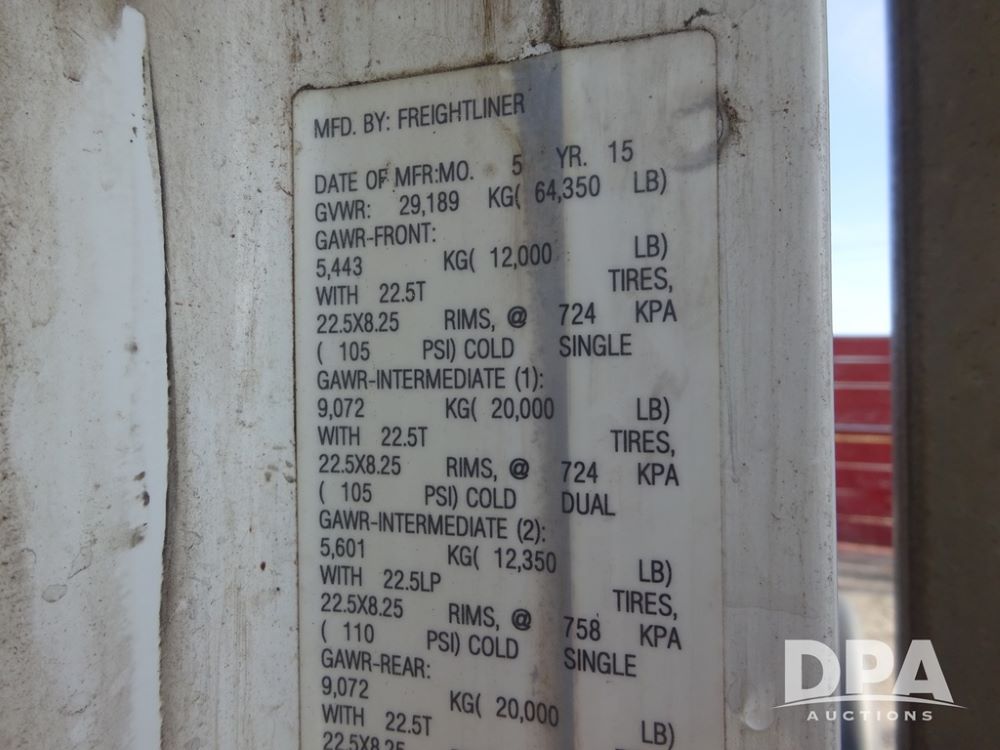 MFD. BY: FREIGHTLINER
DATE OF MFR:MO. 5 YR. 15
GVWR: 29,189 KG( 64,350 LB)
GAWR-FRONT:
5,443 KG( 12,000 LB)
WITH 22.5T TIRES,
22.5X8.25 RIMS, @ 724 KPA
( 105 PSI) COLD SINGLE
GAWR-INTERMEDIATE (1):
9,072 KG( 20,000 LB)
WITH 22.5T TIRES,
22.5X8.25 RIMS, @ 724 KPA
( 105 PSI) COLD DUAL
GAWR-INTERMEDIATE (2):
5,601 KG( 12,350 LB)
WITH 22.5LP TIRES,
22.5X8.25 RIMS, @ 758 KPA
( 110 PSI) COLD SINGLE
GAWR-REAR:
9,072 KG( 20,000 LB)
WITH 22.5T
22.5X8.25
DPA
AUCTIONS